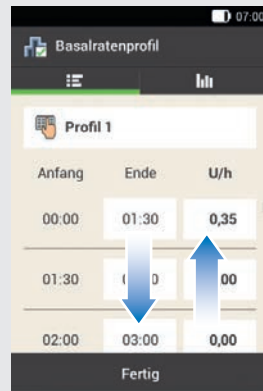 07:00
Basalratenprofil
Profil 1
Anfang Ende U/h
00:00 01:30 0,35
01:30
02:00 03:00 0,00
Fertig